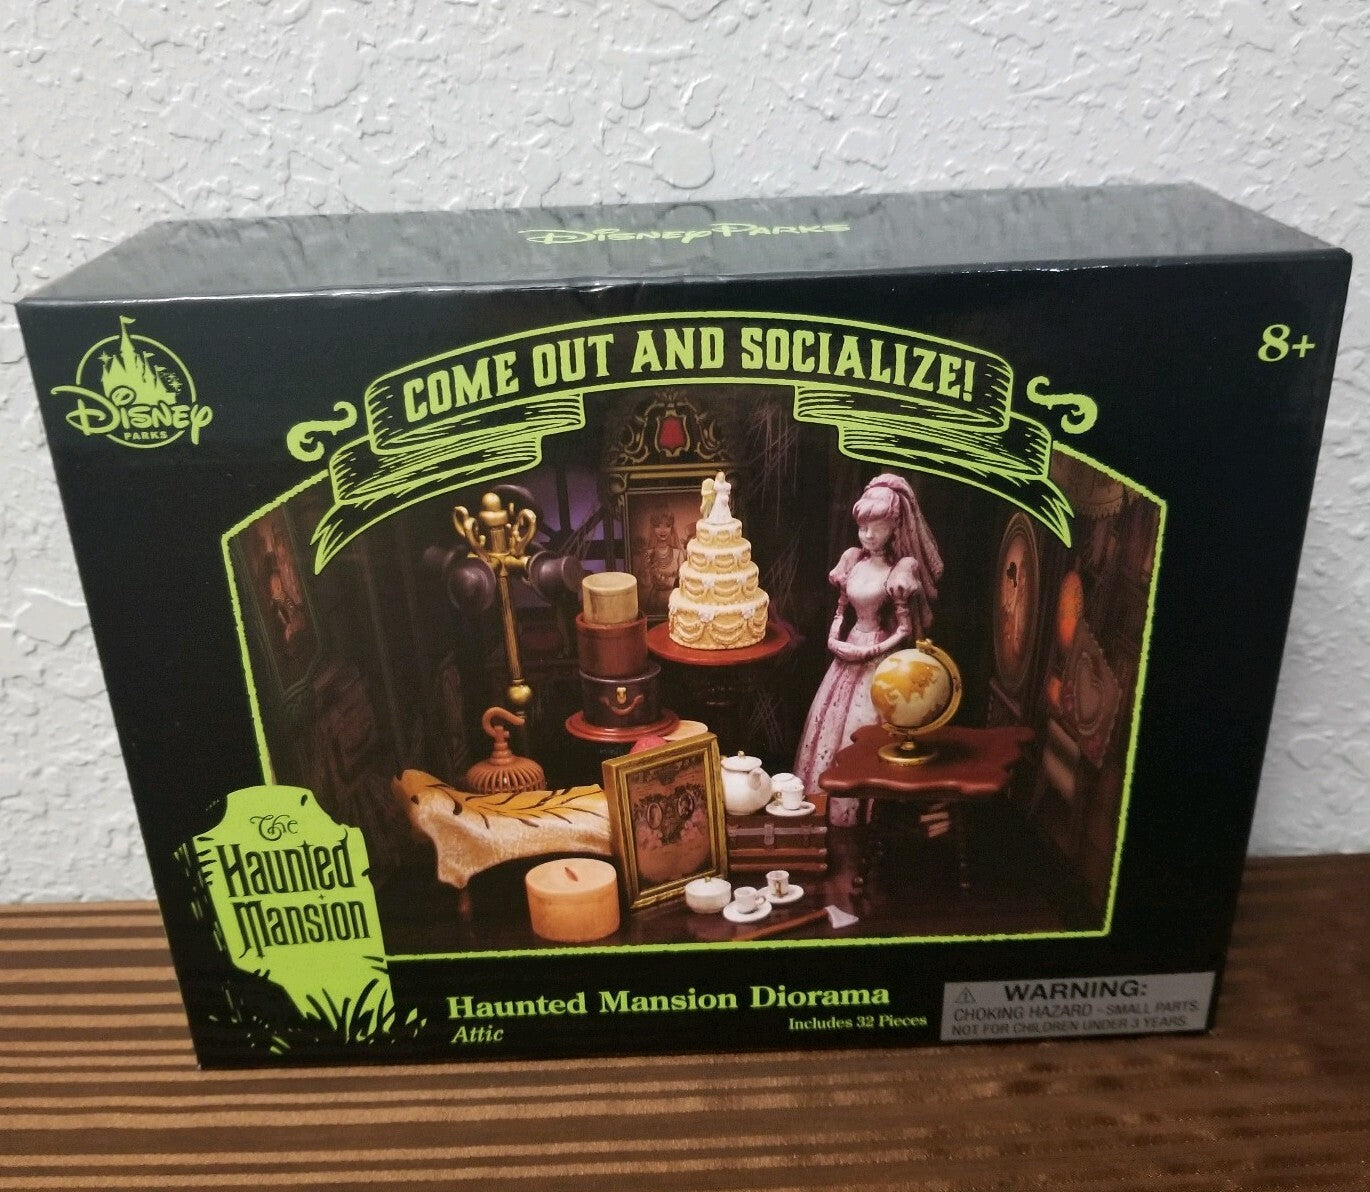 Disney Parks
Disney
PARKS
COME OUT AND SOCIALIZE!
8+
The
Haunted
Mansion
Haunted Mansion Diorama
Attic
Includes 32 Pieces
WARNING:
CHOKING HAZARD - SMALL PARTS
NOT FOR CHILDREN UNDER 3 YEARS